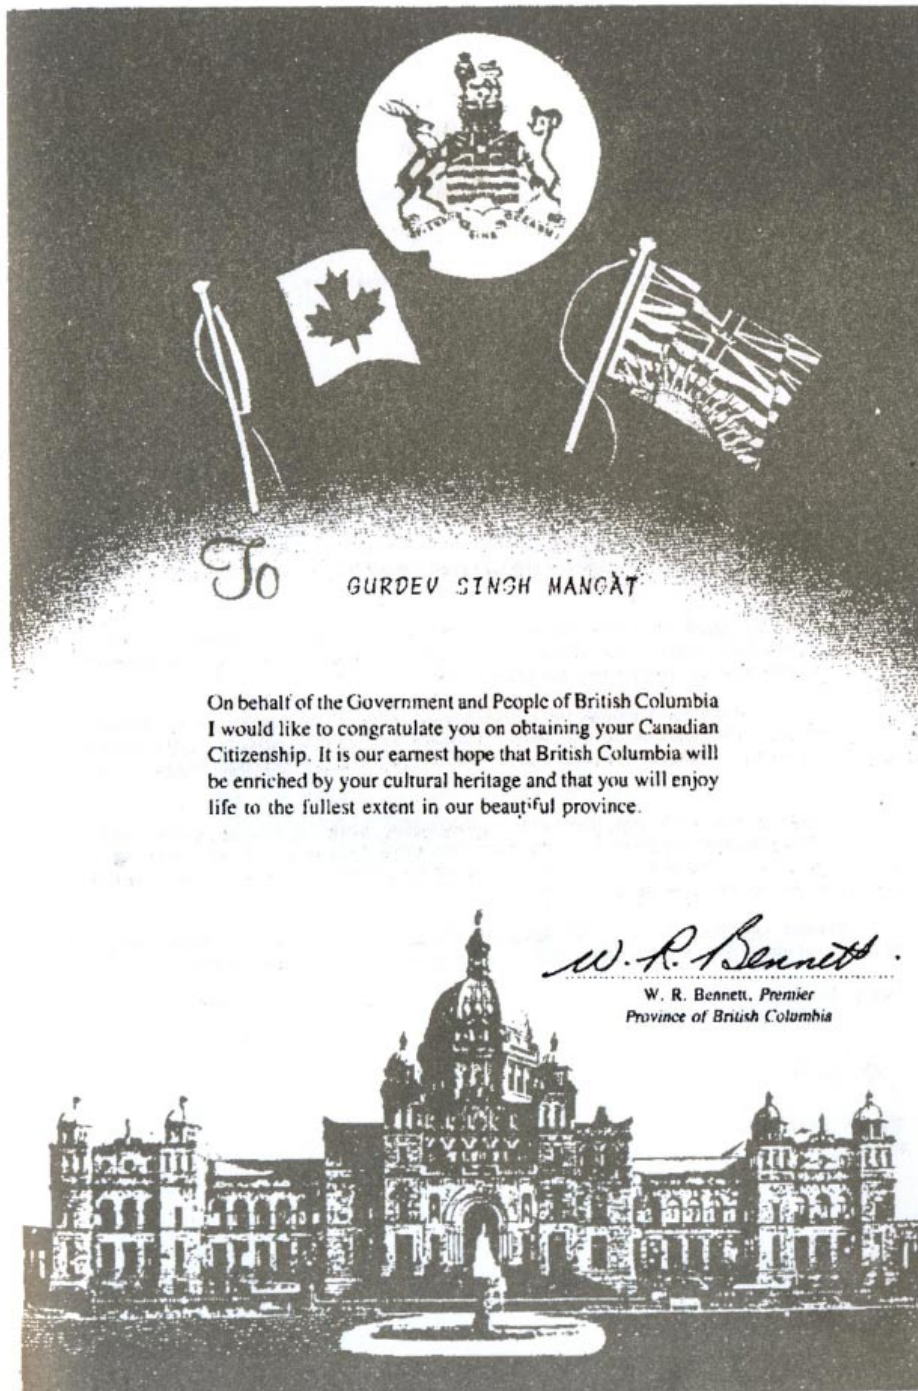 SPLENDOR SINE OCCASU
To GURDEV SINGH MANGAT
On behalf of the Government and People of British Columbia
I would like to congratulate you on obtaining your Canadian
Citizenship. It is our earnest hope that British Columbia will
be enriched by your cultural heritage and that you will enjoy
life to the fullest extent in our beautiful province.
W. R. Bennett.
W. R. Bennett, Premier
Province of British Columbia